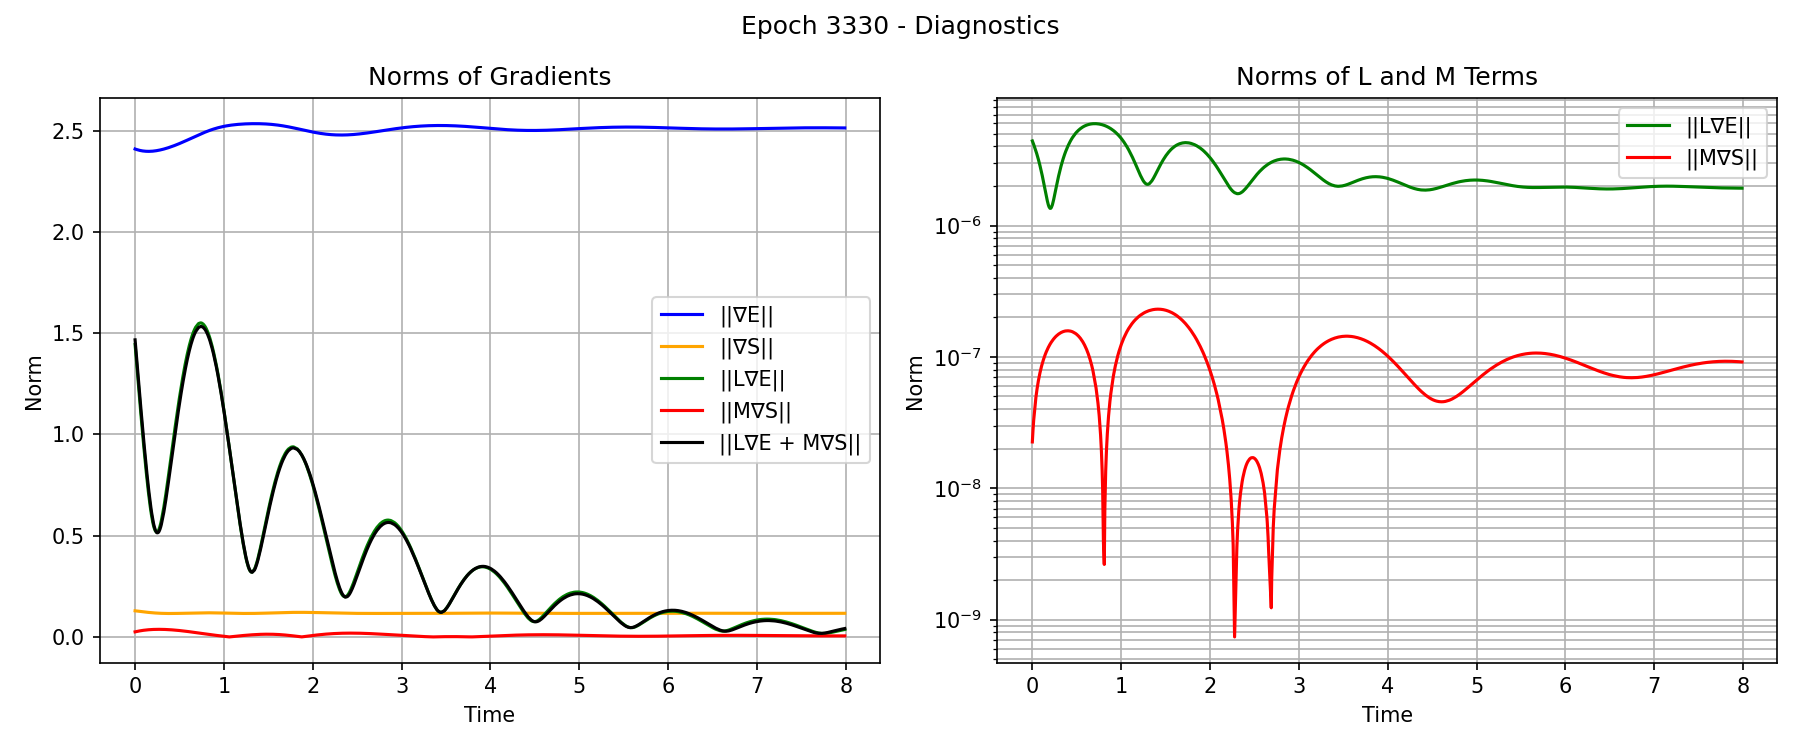 Epoch 3330 - Diagnostics
Norms of Gradients
Norm
2.5
2.0
1.5
1.0
0.5
0.0
||∇E||
||∇S||
||L∇E||
||M∇S||
||L∇E + M∇S||
0 1 2 3 4 5 6 7 8
Time
Norms of L and M Terms
Norm
10⁻⁶
10⁻⁷
10⁻⁸
10⁻⁹
||L∇E||
||M∇S||
0 1 2 3 4 5 6 7 8
Time